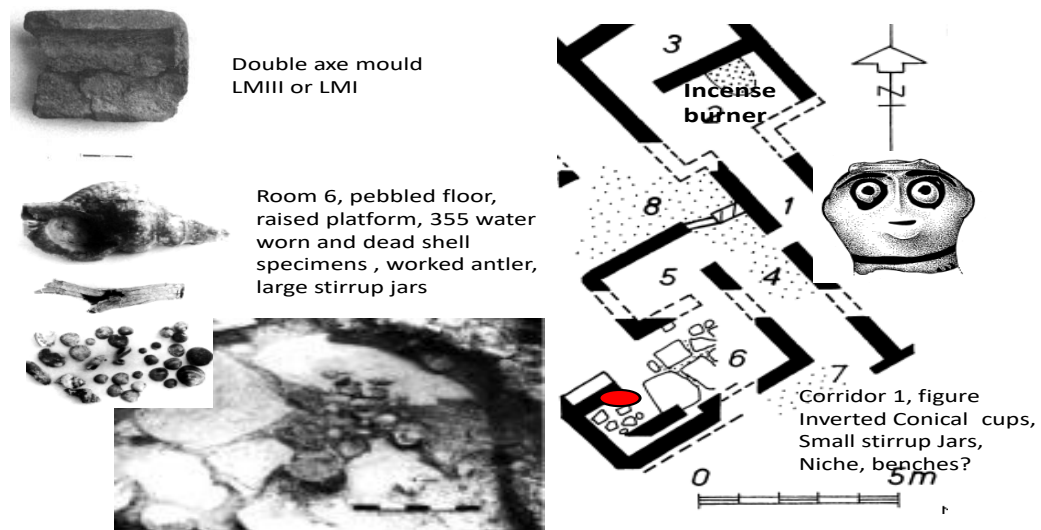 Double axe mould
LMIII or LMI
Room 6, pebbled floor,
raised platform, 355 water
worn and dead shell
specimens , worked antler,
large stirrup jars
3
Incense
burner
2
N
8
1
5
4
6
7
Corridor 1, figure
Inverted Conical cups,
Small stirrup Jars,
Niche, benches?
0 5m